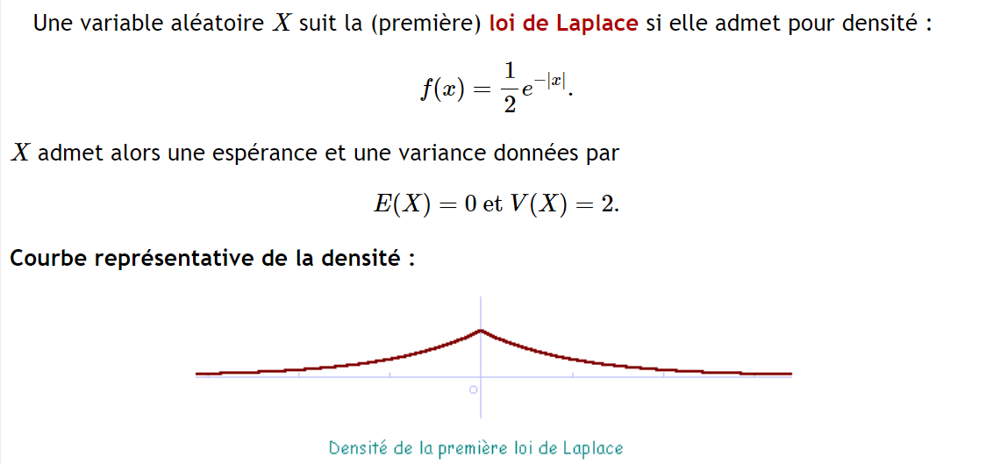 Une variable aléatoire X suit la (première) loi de Laplace si elle admet pour densité :
f(x) = \frac{1}{2}e^{-|x|}.
X admet alors une espérance et une variance données par
E(X) = 0 et V(X) = 2.
Courbe représentative de la densité :
O
Densité de la première loi de Laplace